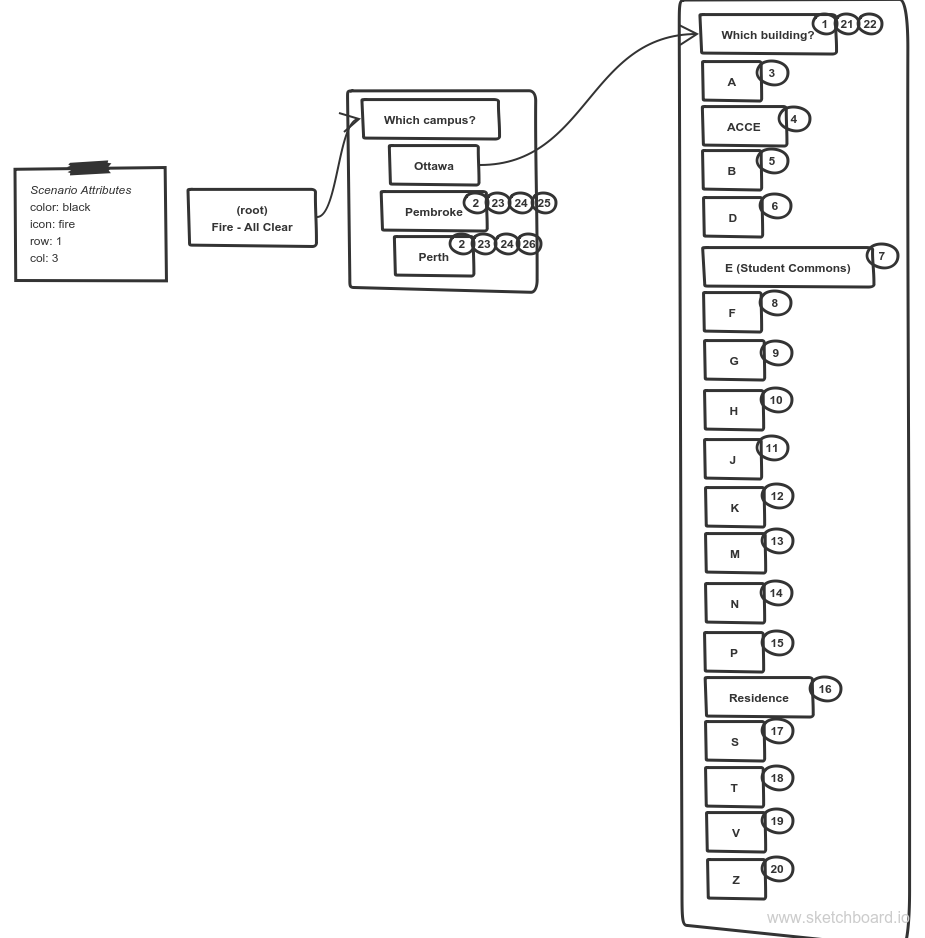 Scenario Attributes
color: black
icon: fire
row: 1
col: 3
(root)
Fire - All Clear
Which campus?
Ottawa
Pembroke 2 23 24 25
Perth 2 23 24 26
Which building? 1 21 22
A 3
ACCE 4
B 5
D 6
E (Student Commons) 7
F 8
G 9
H 10
J 11
K 12
M 13
N 14
P 15
Residence 16
S 17
T 18
V 19
Z 20
www.sketchboard.io